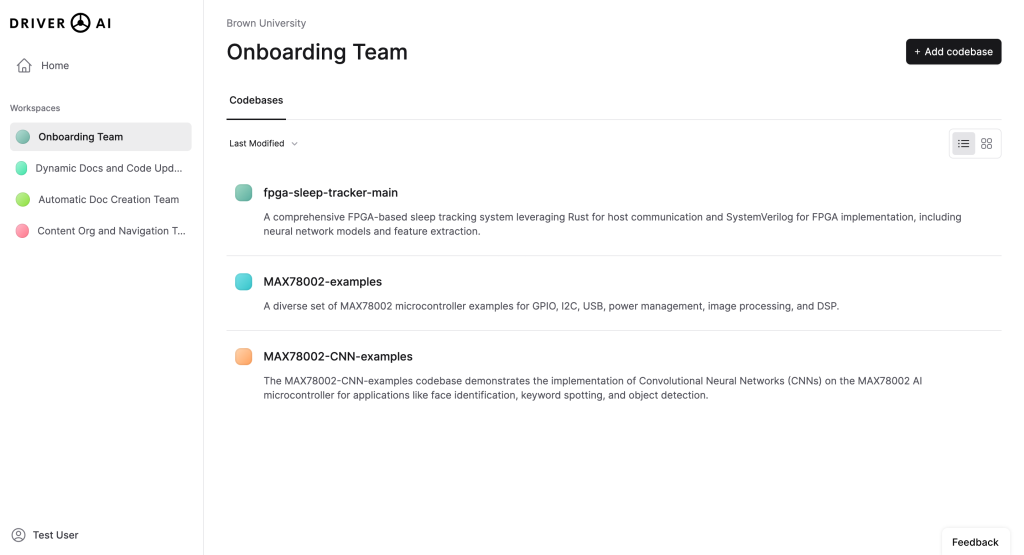 DRIVER AI
Home
Workspaces
Onboarding Team
Dynamic Docs and Code Upd...
Automatic Doc Creation Team
Content Org and Navigation T...
Test User
Brown University
Onboarding Team
+ Add codebase
Codebases
Last Modified
fpga-sleep-tracker-main
A comprehensive FPGA-based sleep tracking system leveraging Rust for host communication and SystemVerilog for FPGA implementation, including
neural network models and feature extraction.
MAX78002-examples
A diverse set of MAX78002 microcontroller examples for GPIO, I2C, USB, power management, image processing, and DSP.
MAX78002-CNN-examples
The MAX78002-CNN-examples codebase demonstrates the implementation of Convolutional Neural Networks (CNNs) on the MAX78002 AI
microcontroller for applications like face identification, keyword spotting, and object detection.
Feedback